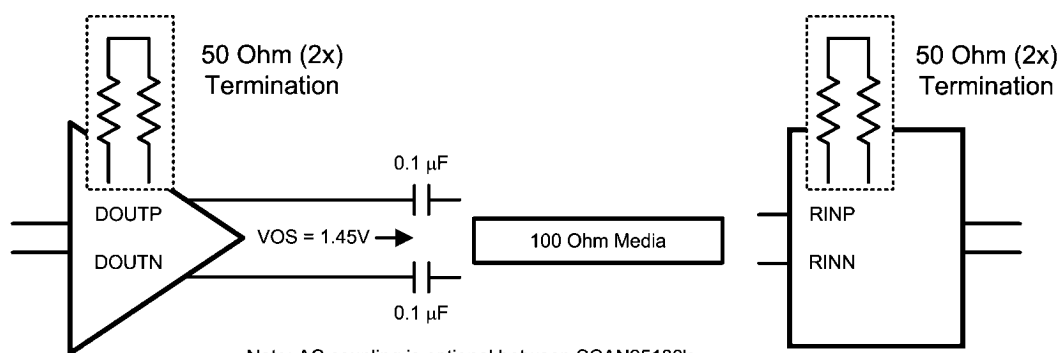 50 Ohm (2x)
Termination
50 Ohm (2x)
Termination
0.1 µF
DOUTP
RINP
VOS = 1.45V
100 Ohm Media
DOUTN
RINN
0.1 µF